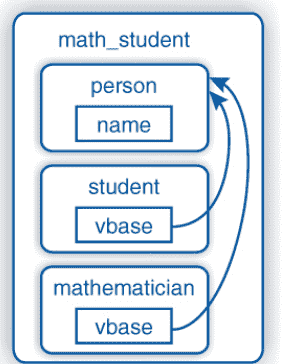 math_student
person
name
student
vbase
mathematician
vbase